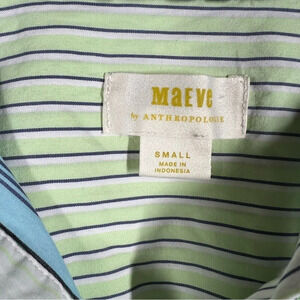 maeve
by ANTHROPOLOGIE
SMALL
MADE IN
INDONESIA